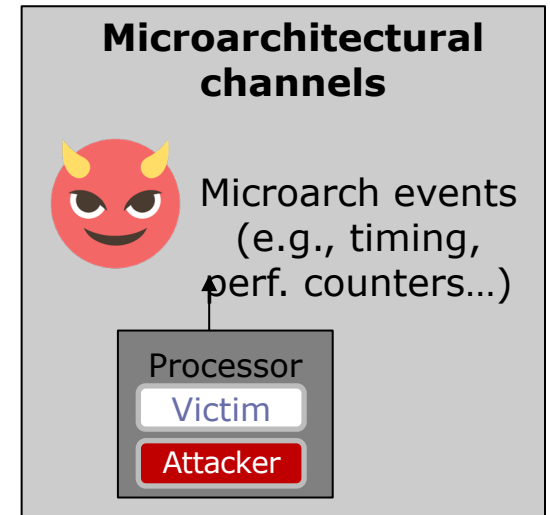 Microarchitectural
channels
Microarch events
(e.g., timing,
perf. counters…)
Processor
Victim
Attacker